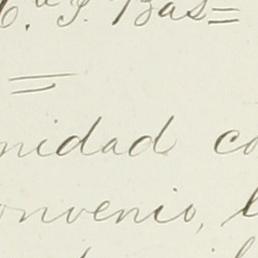 Bas=
nidad co
onvenio,